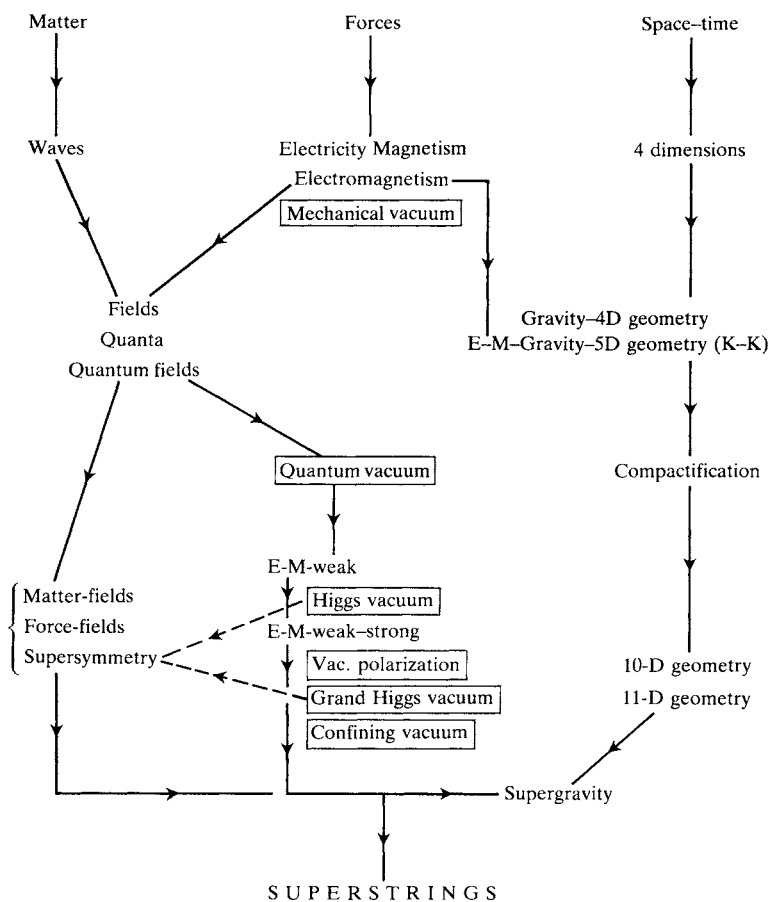 Matter
Forces
Space–time
Waves
Electricity Magnetism
4 dimensions
Electromagnetism
Mechanical vacuum
Fields
Gravity–4D geometry
Quanta
E–M–Gravity–5D geometry (K–K)
Quantum fields
Quantum vacuum
Compactification
E-M-weak
Matter-fields
Higgs vacuum
Force-fields
E-M-weak–strong
Supersymmetry
Vac. polarization
10-D geometry
Grand Higgs vacuum
11-D geometry
Confining vacuum
Supergravity
SUPERSTRINGS